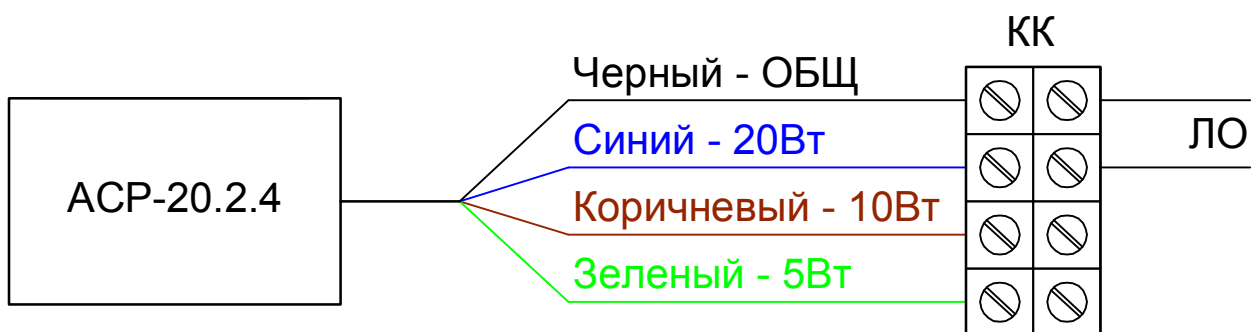 КК
Черный - ОБЩ
ЛО
Синий - 20Вт
АСР-20.2.4
Коричневый - 10Вт
Зеленый - 5Вт